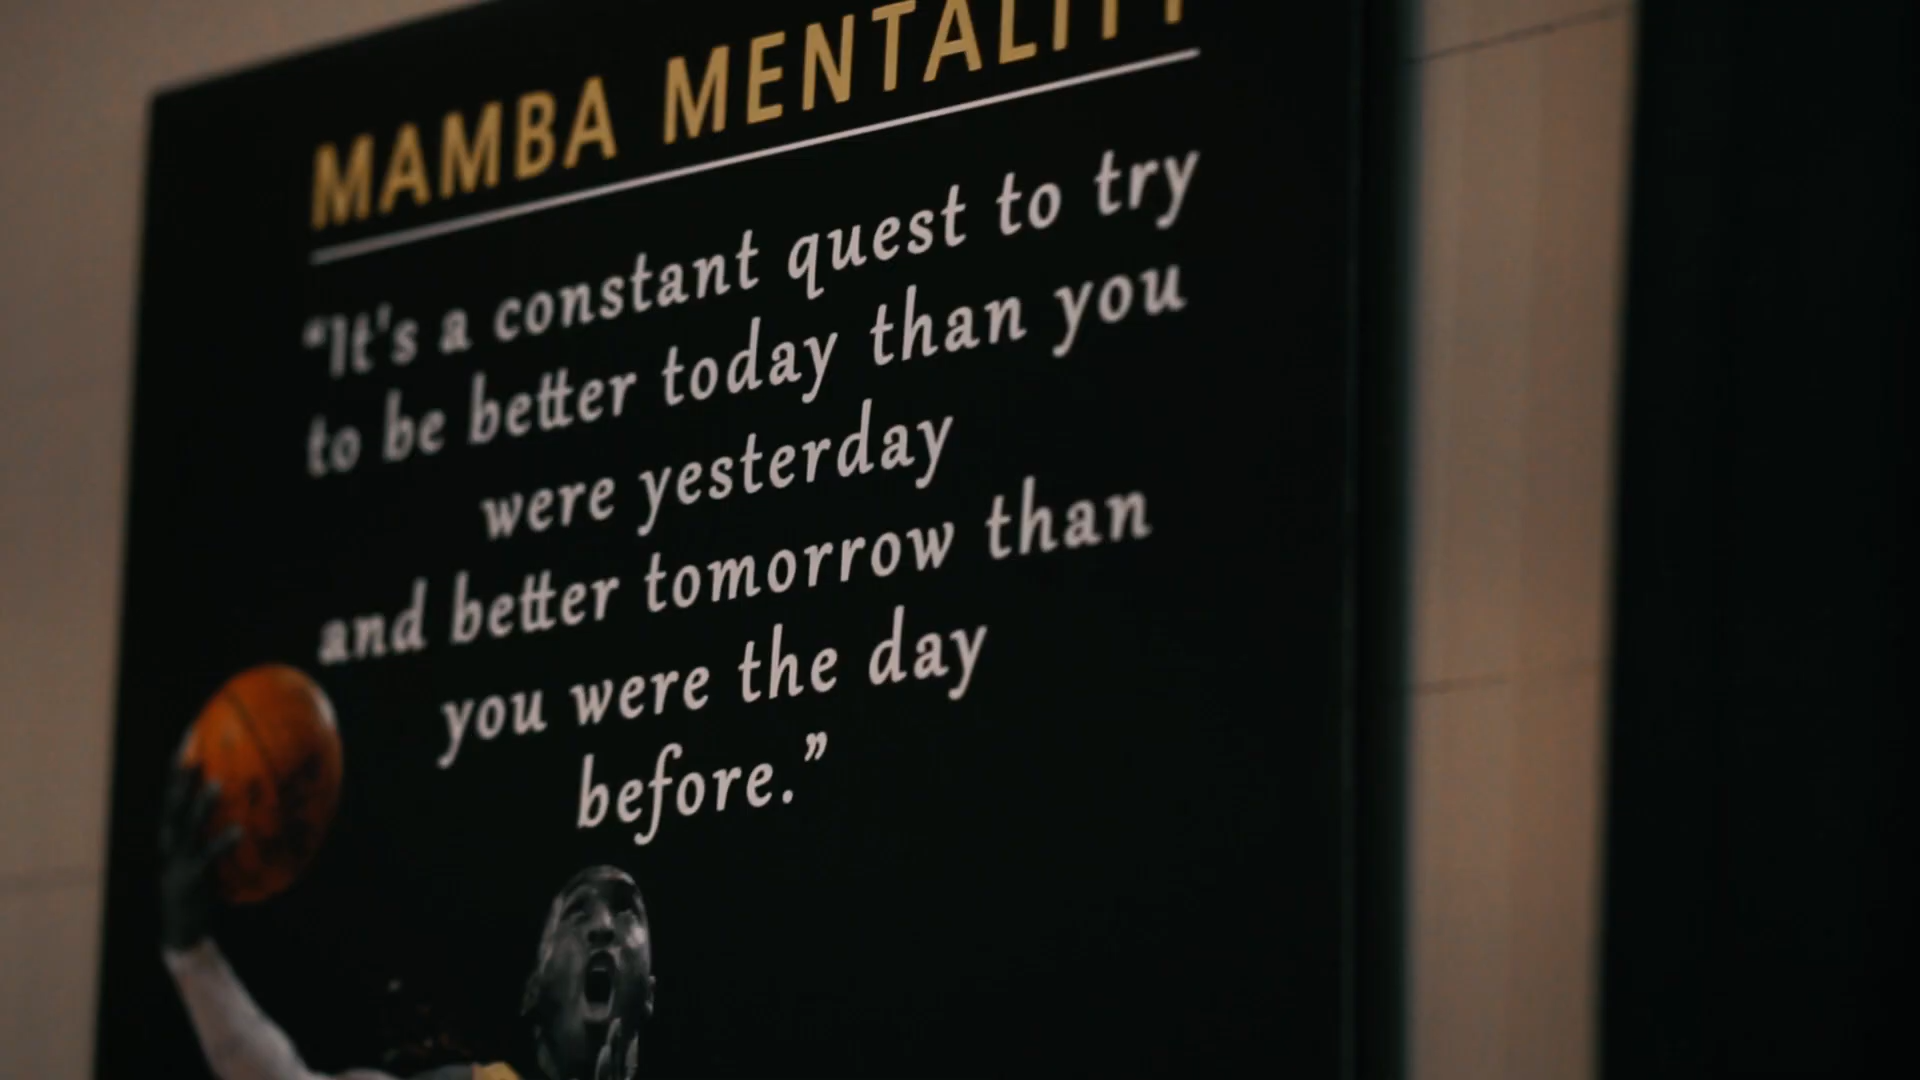 MAMBA MENTALITY
“It's a constant quest to try
to be better today than you
were yesterday
and better tomorrow than
you were the day
before.”